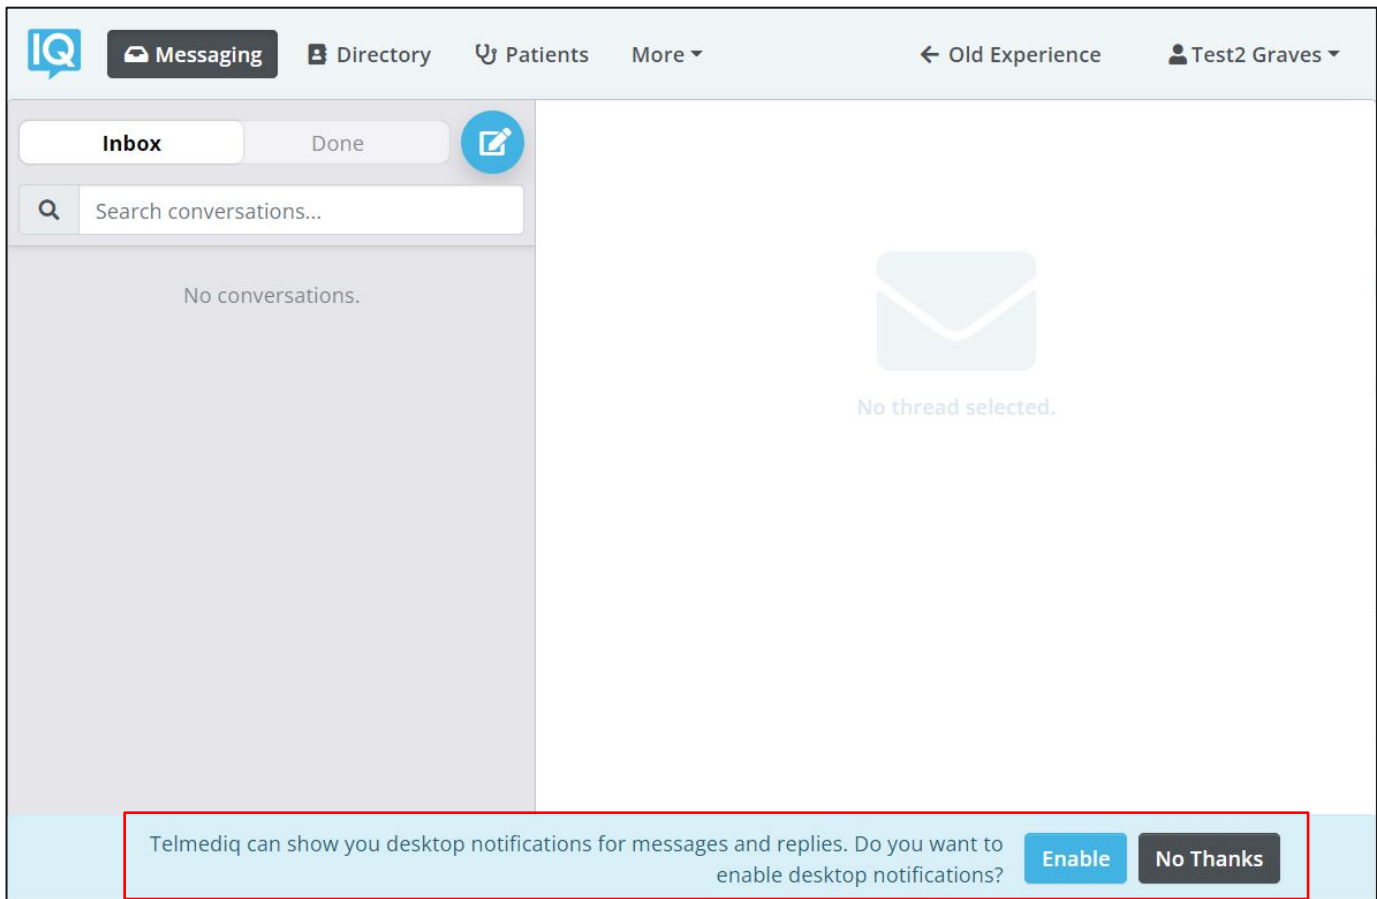 IQ
Messaging
Directory
Patients
More
Old Experience
Test2 Graves
Inbox
Done
Search conversations...
No conversations.
No thread selected.
Telmediq can show you desktop notifications for messages and replies. Do you want to
enable desktop notifications?
Enable
No Thanks